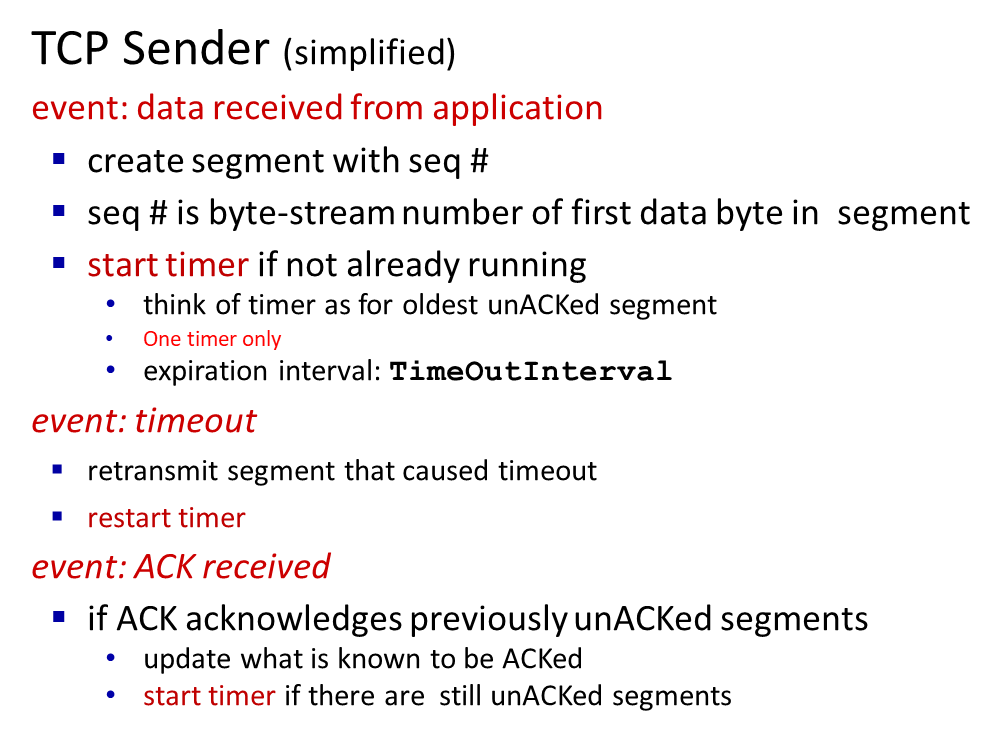 TCP Sender (simplified)
event: data received from application
create segment with seq #
seq # is byte-stream number of first data byte in segment
start timer if not already running
think of timer as for oldest unACKed segment
One timer only
expiration interval: TimeOutInterval
event: timeout
retransmit segment that caused timeout
restart timer
event: ACK received
if ACK acknowledges previously unACKed segments
update what is known to be ACKed
start timer if there are still unACKed segments